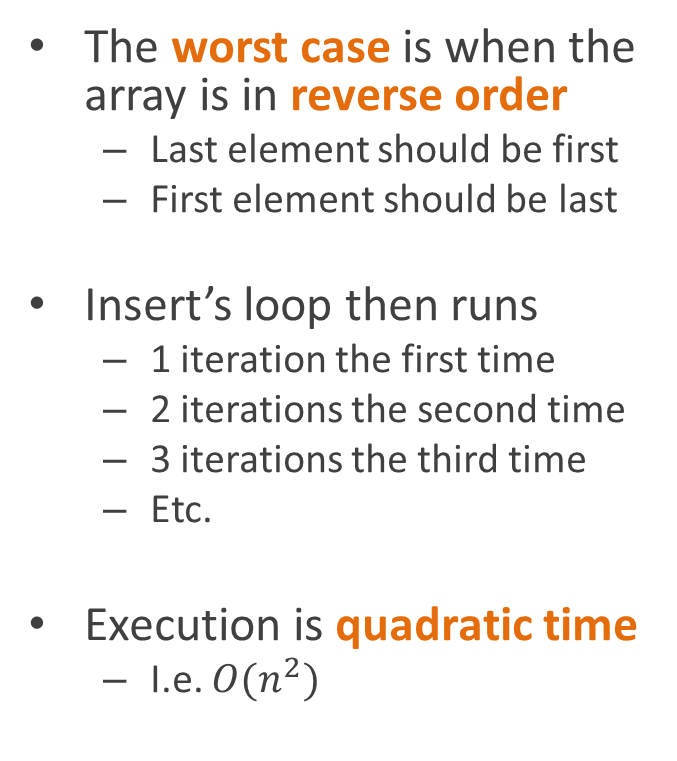 • The worst case is when the
array is in reverse order
– Last element should be first
– First element should be last
• Insert’s loop then runs
– 1 iteration the first time
– 2 iterations the second time
– 3 iterations the third time
– Etc.
• Execution is quadratic time
– I.e. 𝑂(𝑛²)